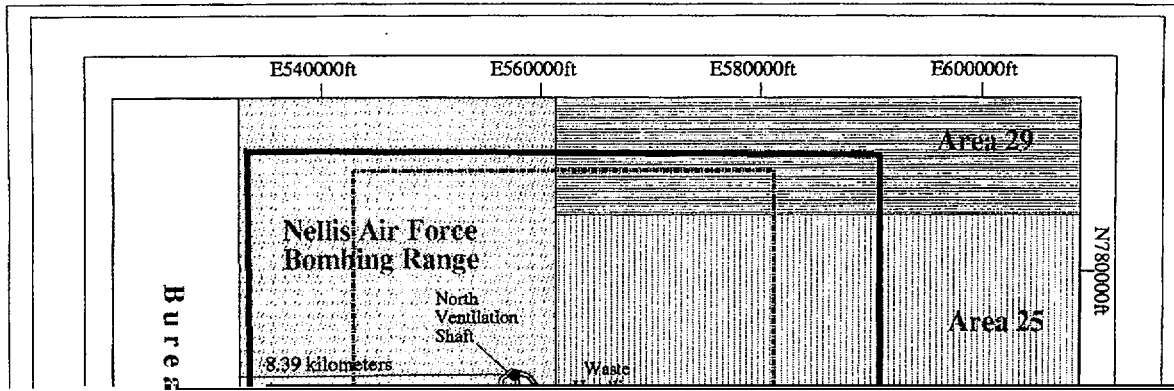 E540000ft E560000ft E580000ft E600000ft
Area 29
N780000ft
Nellis Air Force
Bombing Range
North
Ventilation
Shaft
Area 25
8.39 kilometers
Waste